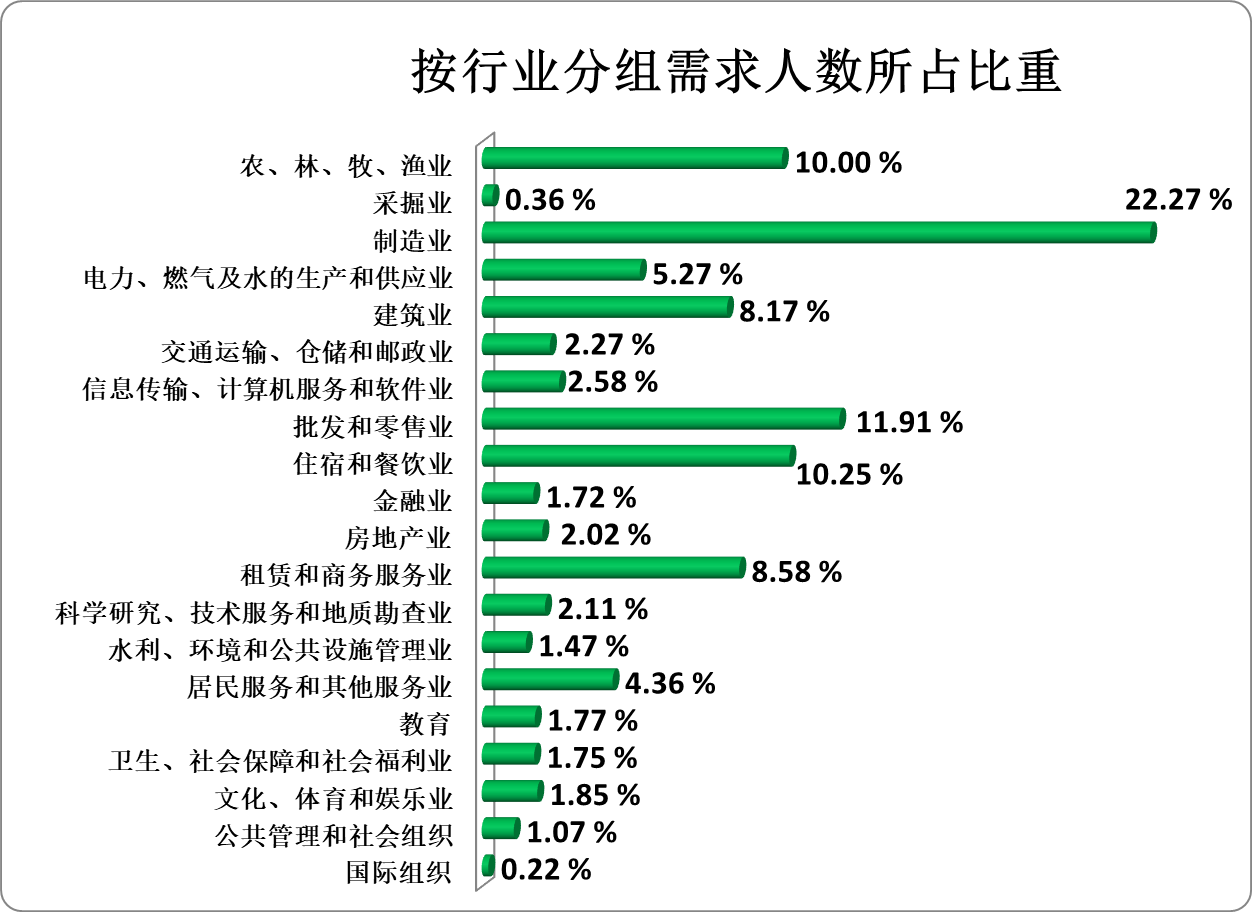 按行业分组需求人数所占比重
农、林、牧、渔业 10.00 %
采掘业 0.36 %
制造业 22.27 %
电力、燃气及水的生产和供应业 5.27 %
建筑业 8.17 %
交通运输、仓储和邮政业 2.27 %
信息传输、计算机服务和软件业 2.58 %
批发和零售业 11.91 %
住宿和餐饮业 10.25 %
金融业 1.72 %
房地产业 2.02 %
租赁和商务服务业 8.58 %
科学研究、技术服务和地质勘查业 2.11 %
水利、环境和公共设施管理业 1.47 %
居民服务和其他服务业 4.36 %
教育 1.77 %
卫生、社会保障和社会福利业 1.75 %
文化、体育和娱乐业 1.85 %
公共管理和社会组织 1.07 %
国际组织 0.22 %